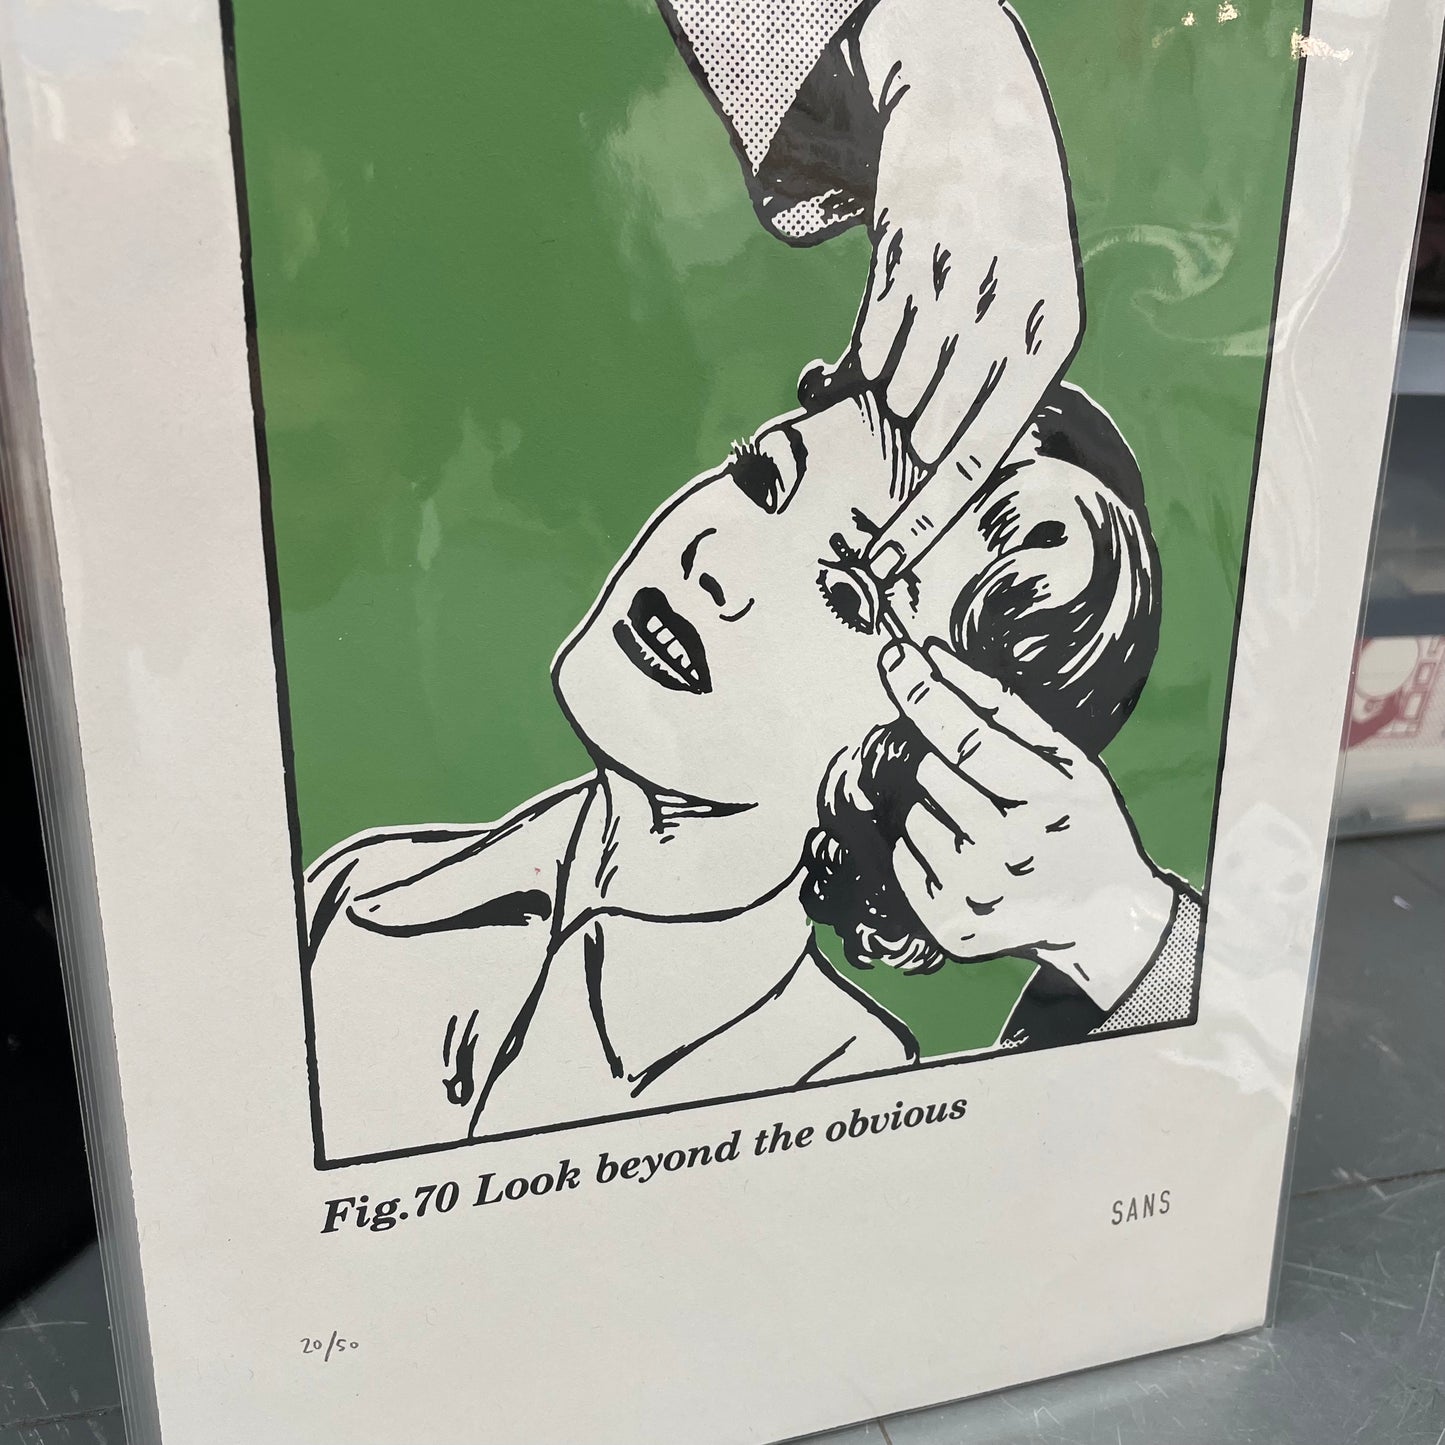 Fig.70 Look beyond the obvious
SANS
20/50